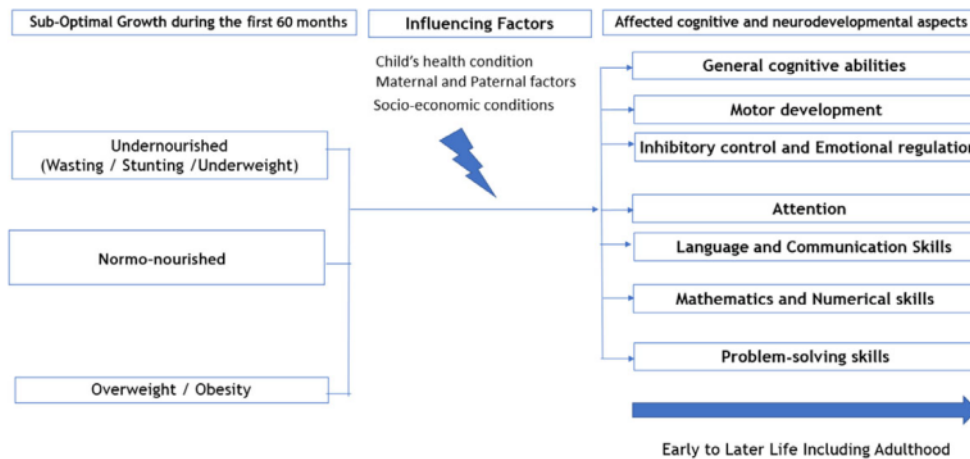 Sub-Optimal Growth during the first 60 months
Influencing Factors
Affected cognitive and neurodevelopmental aspects
Child's health condition
Maternal and Paternal factors
Socio-economic conditions
Undernourished
(Wasting / Stunting /Underweight)
Normo-nourished
Overweight / Obesity
General cognitive abilities
Motor development
Inhibitory control and Emotional regulation
Attention
Language and Communication Skills
Mathematics and Numerical skills
Problem-solving skills
Early to Later Life Including Adulthood